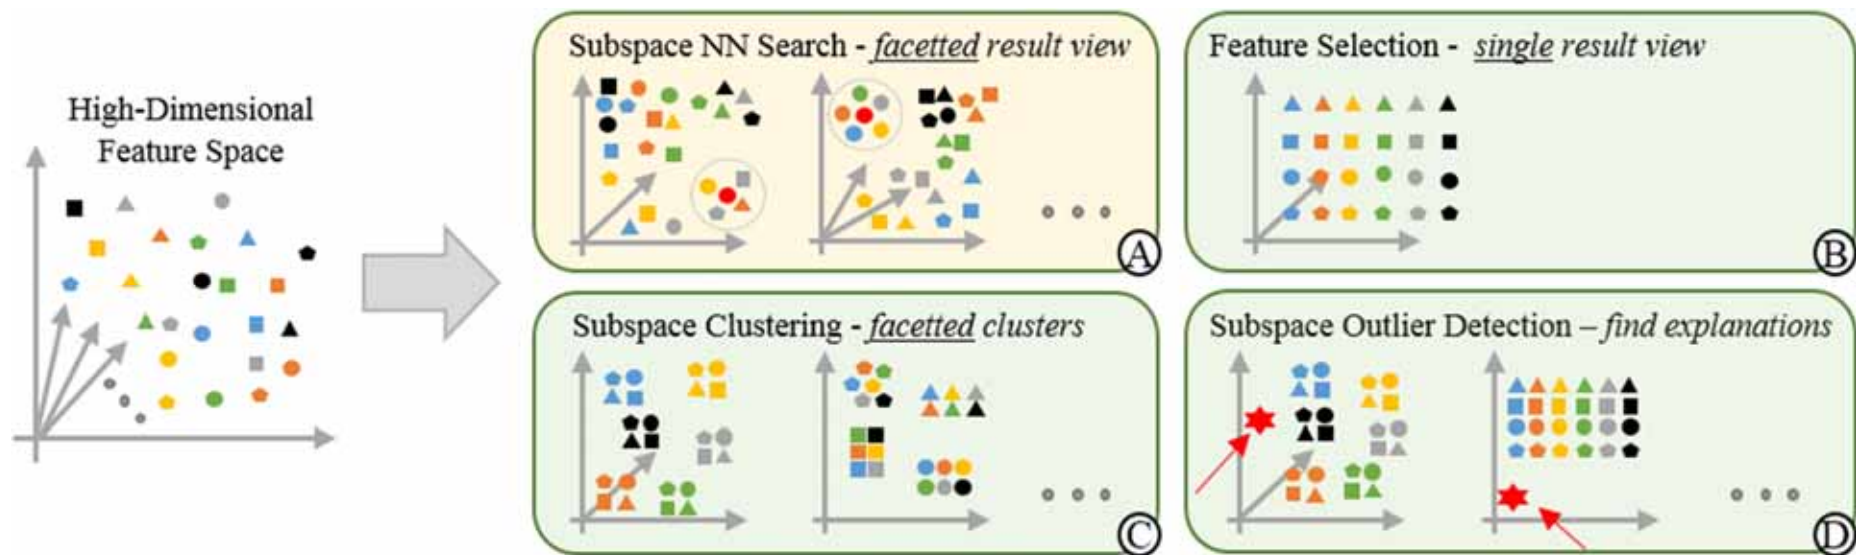 High-Dimensional
Feature Space
Subspace NN Search - facetted result view
A
Feature Selection - single result view
B
Subspace Clustering - facetted clusters
C
Subspace Outlier Detection – find explanations
D